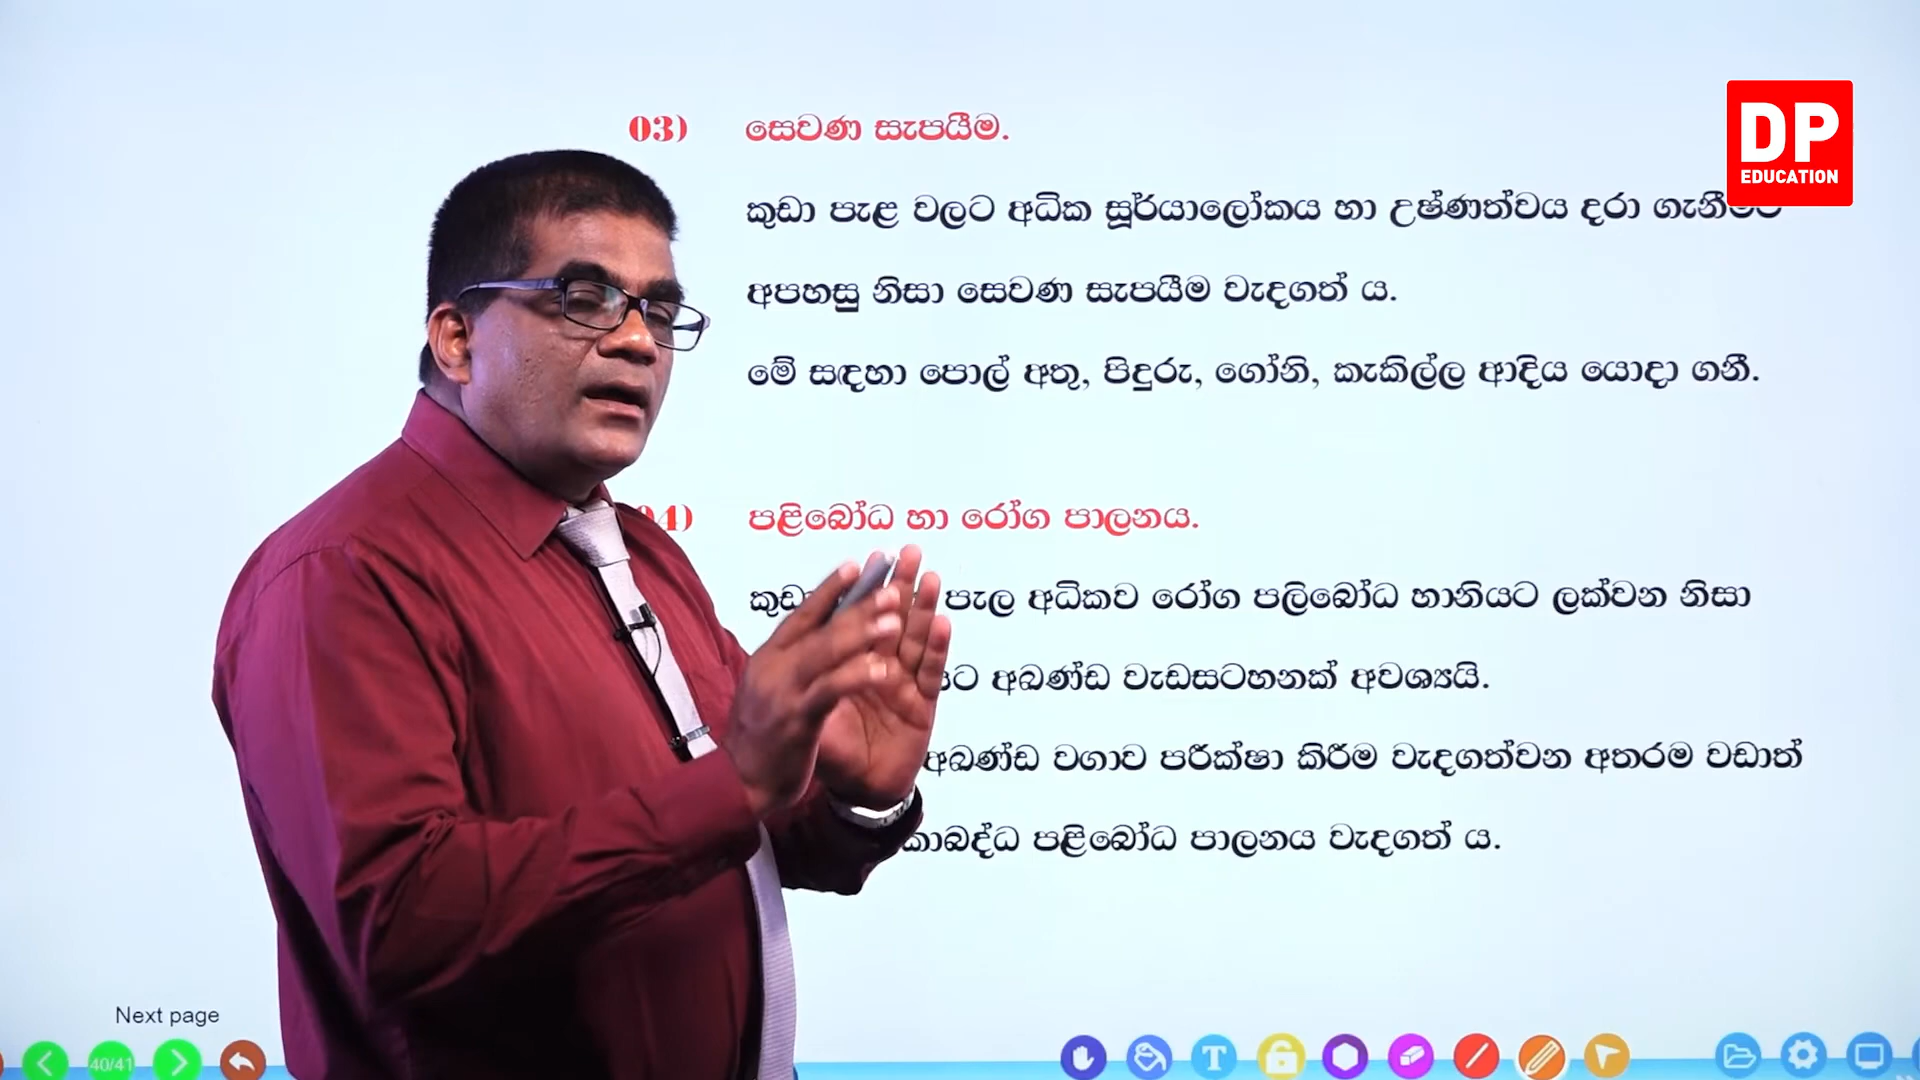 DP
EDUCATION
03) සෙවණ සැපයීම.
කුඩා පැළ වලට අධික සූර්යාලෝකය හා උෂ්ණත්වය දරා
අපහසු නිසා සෙවණ සැපයීම වැදගත් ය.
මේ සඳහා පොල් අතු, පිදුරු, ගෝනි, කැකිල්ල ආදිය යොදා ගනී.
පළිබෝධ හා රෝග පාලනය.
පැල අධිකව රෝග පලිබෝධ හානියට ලක්වන නිසා
අඛණ්ඩ වැඩසටහනක් අවශ්‍යයි.
අඛණ්ඩ වගාව පරීක්ෂා කිරීම වැදගත්වන අතරම වඩාත්
පළිබෝධ පාලනය වැදගත් ය.
Next page
40/41